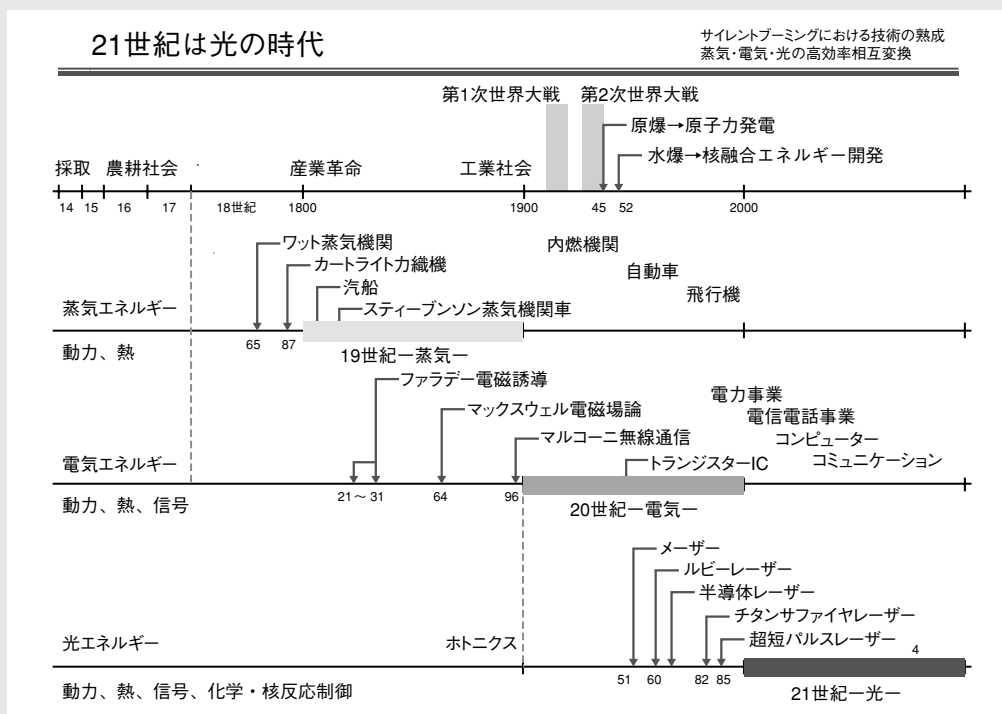 21世紀は光の時代
サイレントブーミングにおける技術の熟成
蒸気・電気・光の高効率相互変換
第1次世界大戦 第2次世界大戦
原爆→原子力発電
水爆→核融合エネルギー開発
採取 農耕社会 産業革命 工業社会
14 15 16 17 18世紀 1800 1900 45 52 2000
ワット蒸気機関 内燃機関
カートライト力織機 自動車
汽船 飛行機
蒸気エネルギー スティーブンソン蒸気機関車
65 87
動力、熱 19世紀ー蒸気ー
ファラデー電磁誘導
電力事業
マックスウェル電磁場論 電信電話事業
マルコーニ無線通信 コンピューター
電気エネルギー トランジスターIC コミュニケーション
21～31 64 96
動力、熱、信号 20世紀ー電気ー
メーザー
ルビーレーザー
半導体レーザー
チタンサファイヤレーザー
光エネルギー ホトニクス 超短パルスレーザー
4
51 60 82 85
動力、熱、信号、化学・核反応制御 21世紀ー光ー